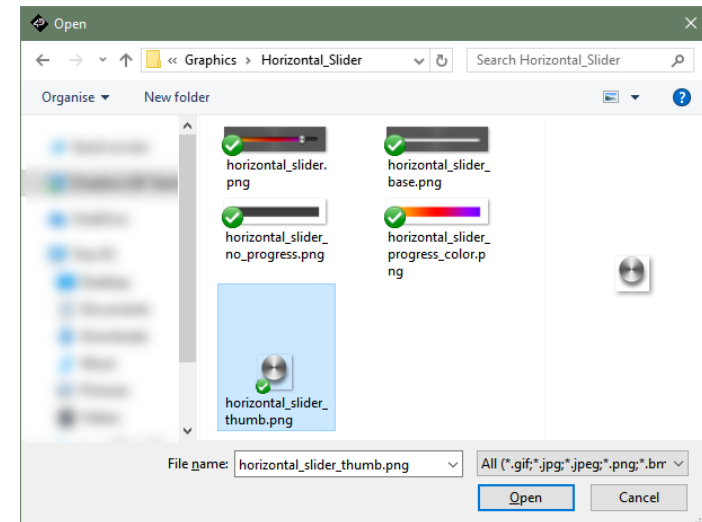 Open
« Graphics › Horizontal_Slider
Search Horizontal_Slider
Organise
New folder
horizontal_slider.
png
horizontal_slider_
base.png
horizontal_slider_
no_progress.png
horizontal_slider_
progress_color.p
ng
horizontal_slider_
thumb.png
File name:
horizontal_slider_thumb.png
All (*.gif;*.jpg;*.jpeg;*.png;*.bm
Open
Cancel